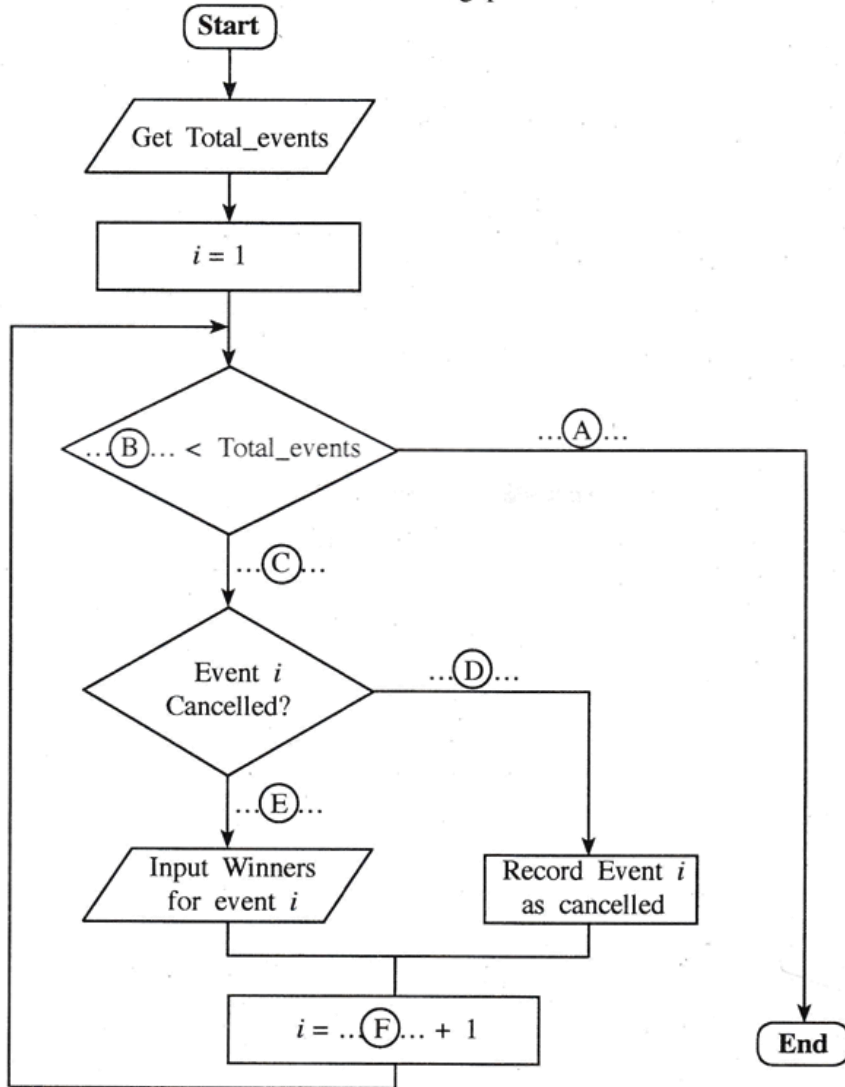 Start
Get Total_events
i = 1
...Ⓑ... < Total_events
...Ⓐ...
...Ⓒ...
Event i
Cancelled?
...Ⓓ...
...Ⓔ...
Input Winners
for event i
Record Event i
as cancelled
i = ...Ⓕ... + 1
End